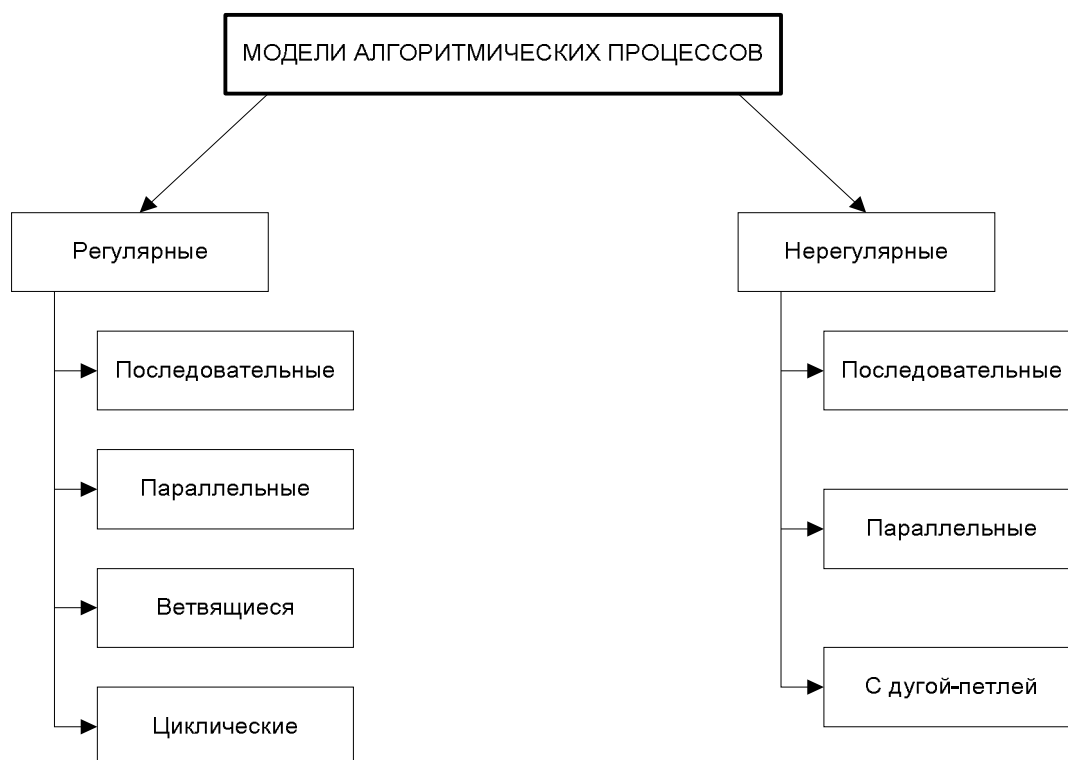 МОДЕЛИ АЛГОРИТМИЧЕСКИХ ПРОЦЕССОВ
Регулярные
Последовательные
Параллельные
Ветвящиеся
Циклические
Нерегулярные
Последовательные
Параллельные
С дугой-петлей